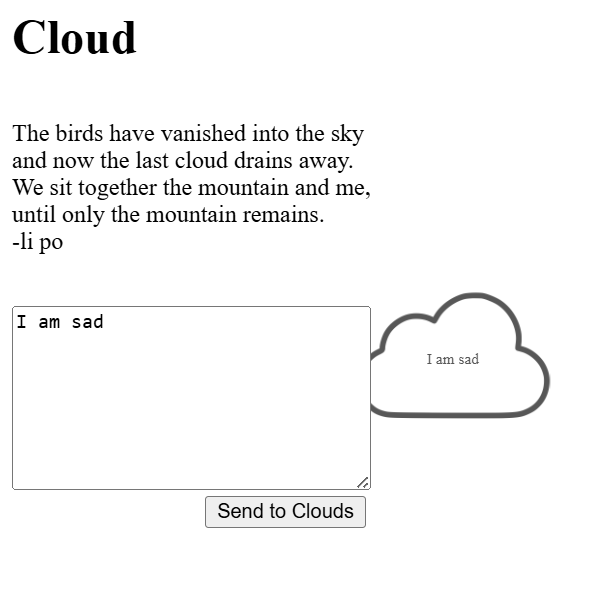 Cloud
The birds have vanished into the sky
and now the last cloud drains away.
We sit together the mountain and me,
until only the mountain remains.
-li po
I am sad
I am sad
Send to Clouds